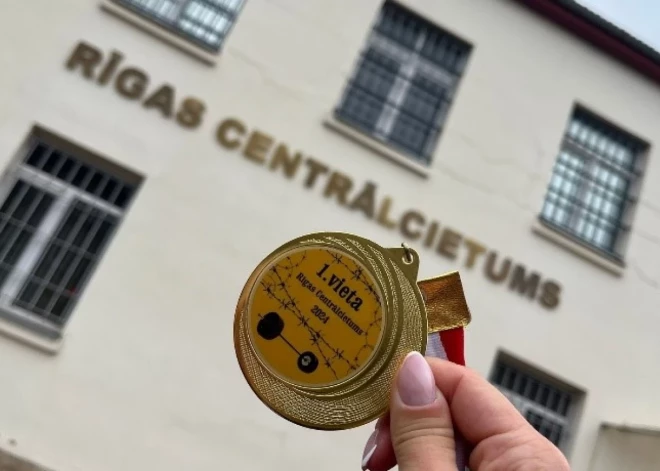 RĪGAS CENTRĀLCIETUMS
1.vieta
Rīgas Centrālcietums
2024